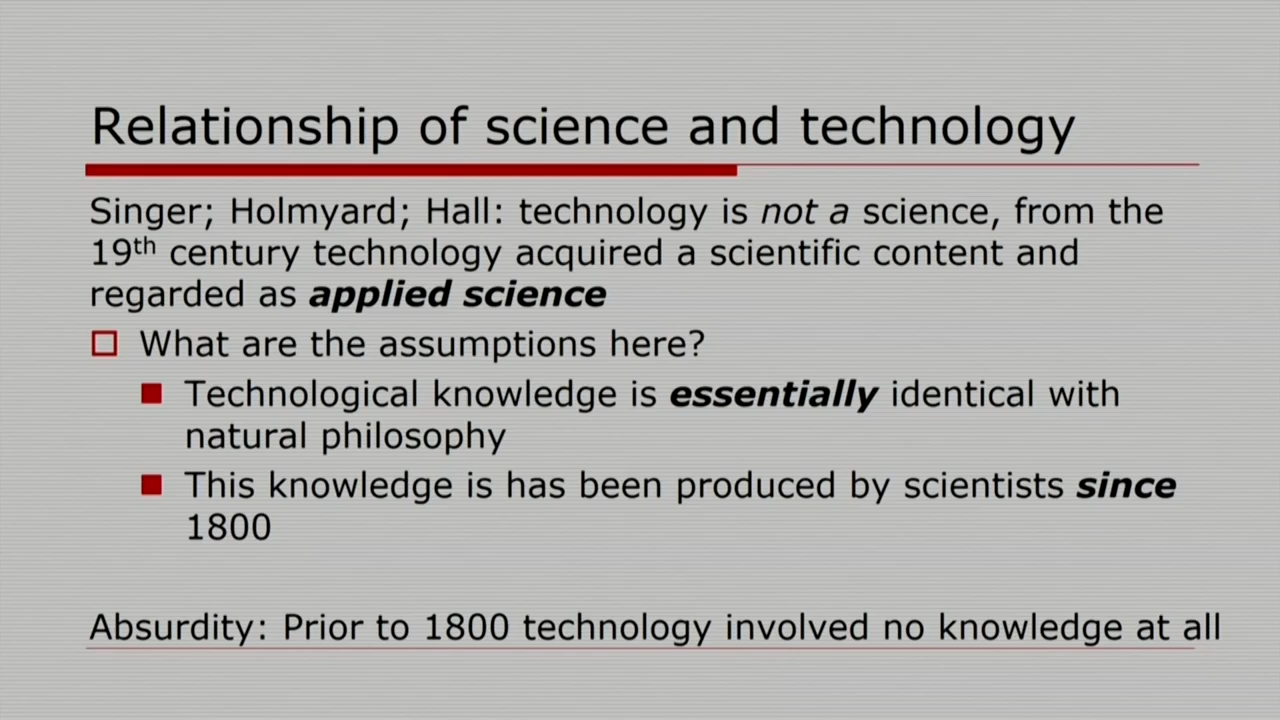 Relationship of science and technology
Singer; Holmyard; Hall: technology is not a science, from the
19th century technology acquired a scientific content and
regarded as applied science
What are the assumptions here?
Technological knowledge is essentially identical with
natural philosophy
This knowledge is has been produced by scientists since
1800
Absurdity: Prior to 1800 technology involved no knowledge at all